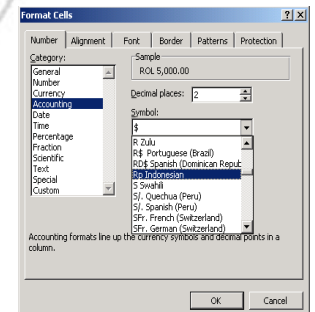 Format Cells
Number Alignment Font Border Patterns Protection
Category:
General
Number
Currency
Accounting
Date
Time
Percentage
Fraction
Scientific
Text
Special
Custom
Sample
ROL 5,000.00
Decimal places: 2
Symbol:
$
R Zulu
R$ Portuguese (Brazil)
RD$ Spanish (Dominican Repub
Rp Indonesian
S Swahili
S/. Quechua (Peru)
S/. Spanish (Peru)
SFr. French (Switzerland)
SFr. German (Switzerland)
Accounting formats line up the currency symbols and decimal points in a
column.
OK Cancel